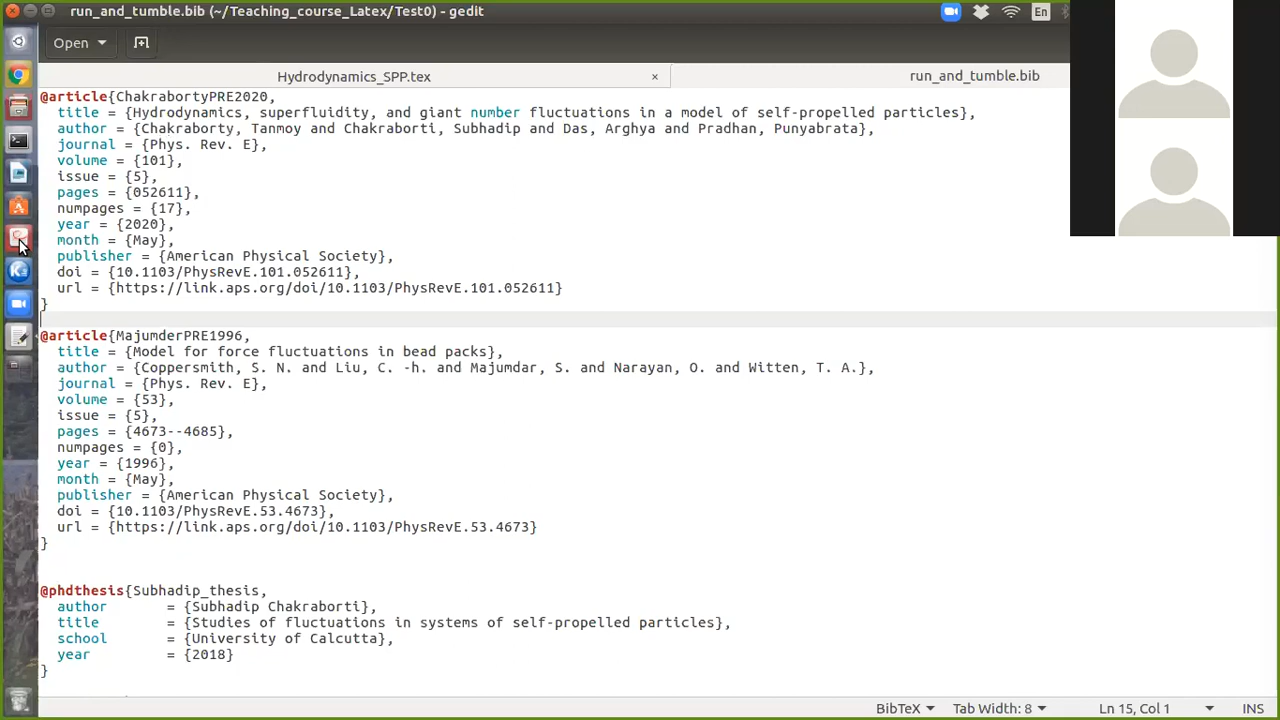 run_and_tumble.bib (~/Teaching_course_Latex/Test0) - gedit
En
Open
Hydrodynamics_SPP.tex ×
run_and_tumble.bib
@article{ChakrabortyPRE2020,
title = {Hydrodynamics, superfluidity, and giant number fluctuations in a model of self-propelled particles},
author = {Chakraborty, Tanmoy and Chakraborti, Subhadip and Das, Arghya and Pradhan, Punyabrata},
journal = {Phys. Rev. E},
volume = {101},
issue = {5},
pages = {052611},
numpages = {17},
year = {2020},
month = {May},
publisher = {American Physical Society},
doi = {10.1103/PhysRevE.101.052611},
url = {https://link.aps.org/doi/10.1103/PhysRevE.101.052611}
}
@article{MajumderPRE1996,
title = {Model for force fluctuations in bead packs},
author = {Coppersmith, S. N. and Liu, C. -h. and Majumdar, S. and Narayan, O. and Witten, T. A.},
journal = {Phys. Rev. E},
volume = {53},
issue = {5},
pages = {4673--4685},
numpages = {0},
year = {1996},
month = {May},
publisher = {American Physical Society},
doi = {10.1103/PhysRevE.53.4673},
url = {https://link.aps.org/doi/10.1103/PhysRevE.53.4673}
}
@phdthesis{Subhadip_thesis,
author = {Subhadip Chakraborti},
title = {Studies of fluctuations in systems of self-propelled particles},
school = {University of Calcutta},
year = {2018}
}
BibTeX Tab Width: 8 Ln 15, Col 1 INS